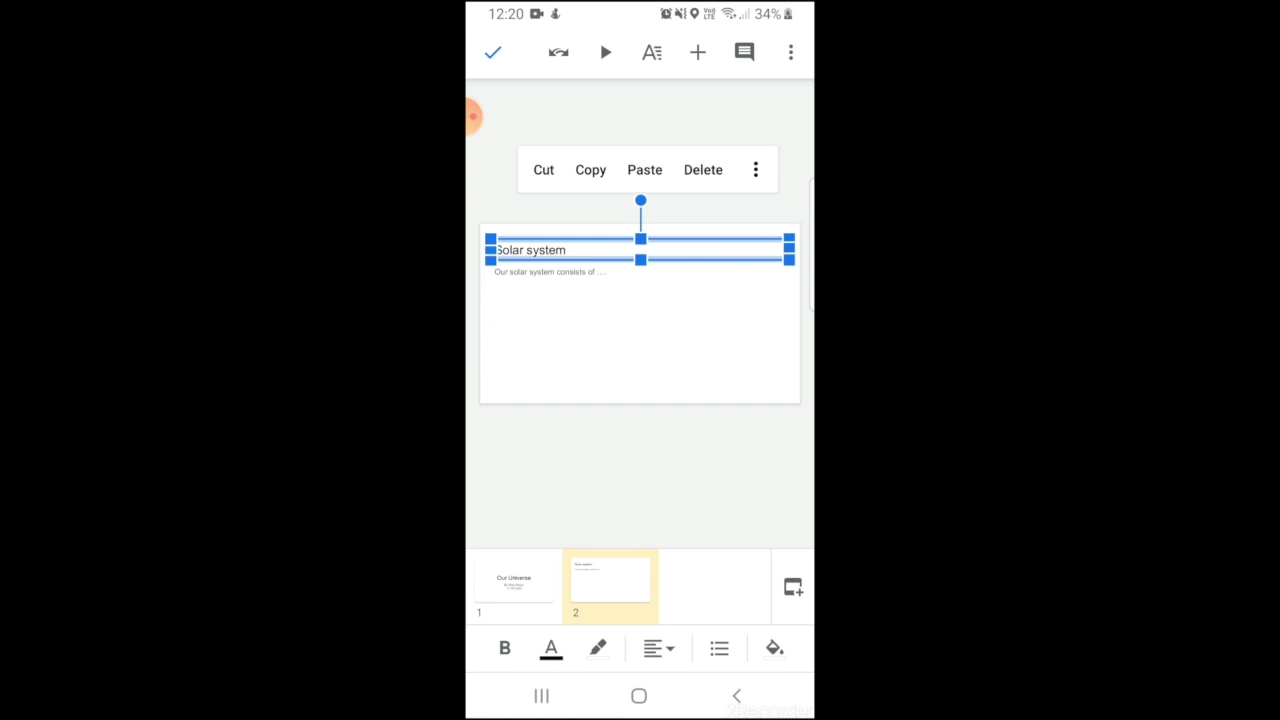 12:20 34%
Cut Copy Paste Delete
Solar system
Our solar system consists of ....
Our Universe
1 2
B A